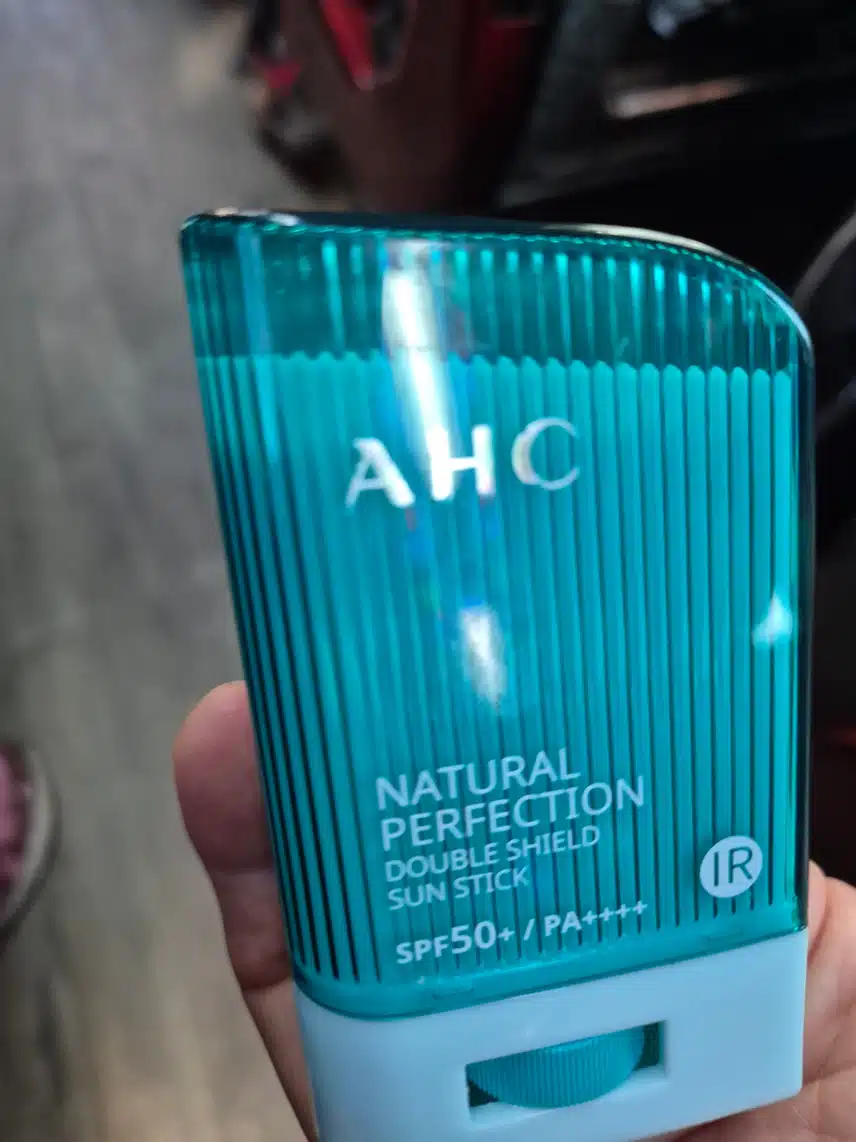 AHC
NATURAL
PERFECTION
DOUBLE SHIELD
SUN STICK
IR
SPF50+ / PA++++